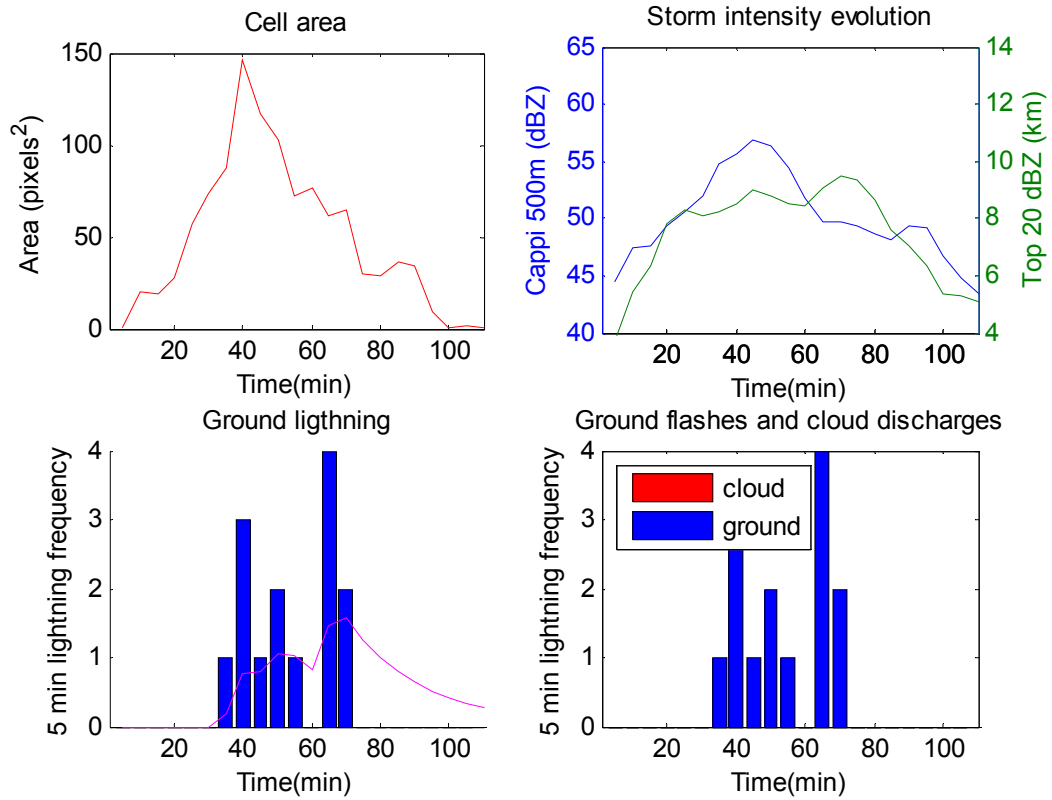 Cell area
150
100
50
0
Area (pixels²)
20 40 60 80 100
Time(min)
Storm intensity evolution
65
60
55
50
45
40
Cappi 500m (dBZ)
14
12
10
8
6
4
Top 20 dBZ (km)
20 40 60 80 100
Time(min)
Ground ligthning
4
3
2
1
0
5 min lightning frequency
20 40 60 80 100
Time(min)
Ground flashes and cloud discharges
4
3
2
1
0
5 min lightning frequency
cloud
ground
20 40 60 80 100
Time(min)